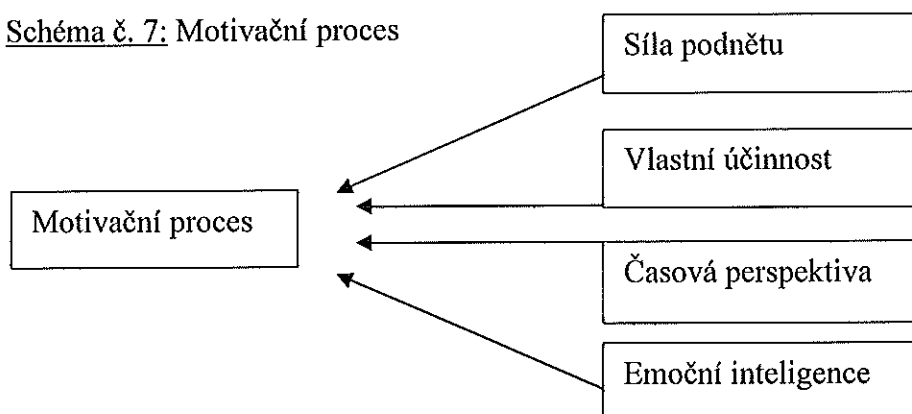 Schéma č. 7: Motivační proces
Síla podnětu
Vlastní účinnost
Motivační proces
Časová perspektiva
Emoční inteligence